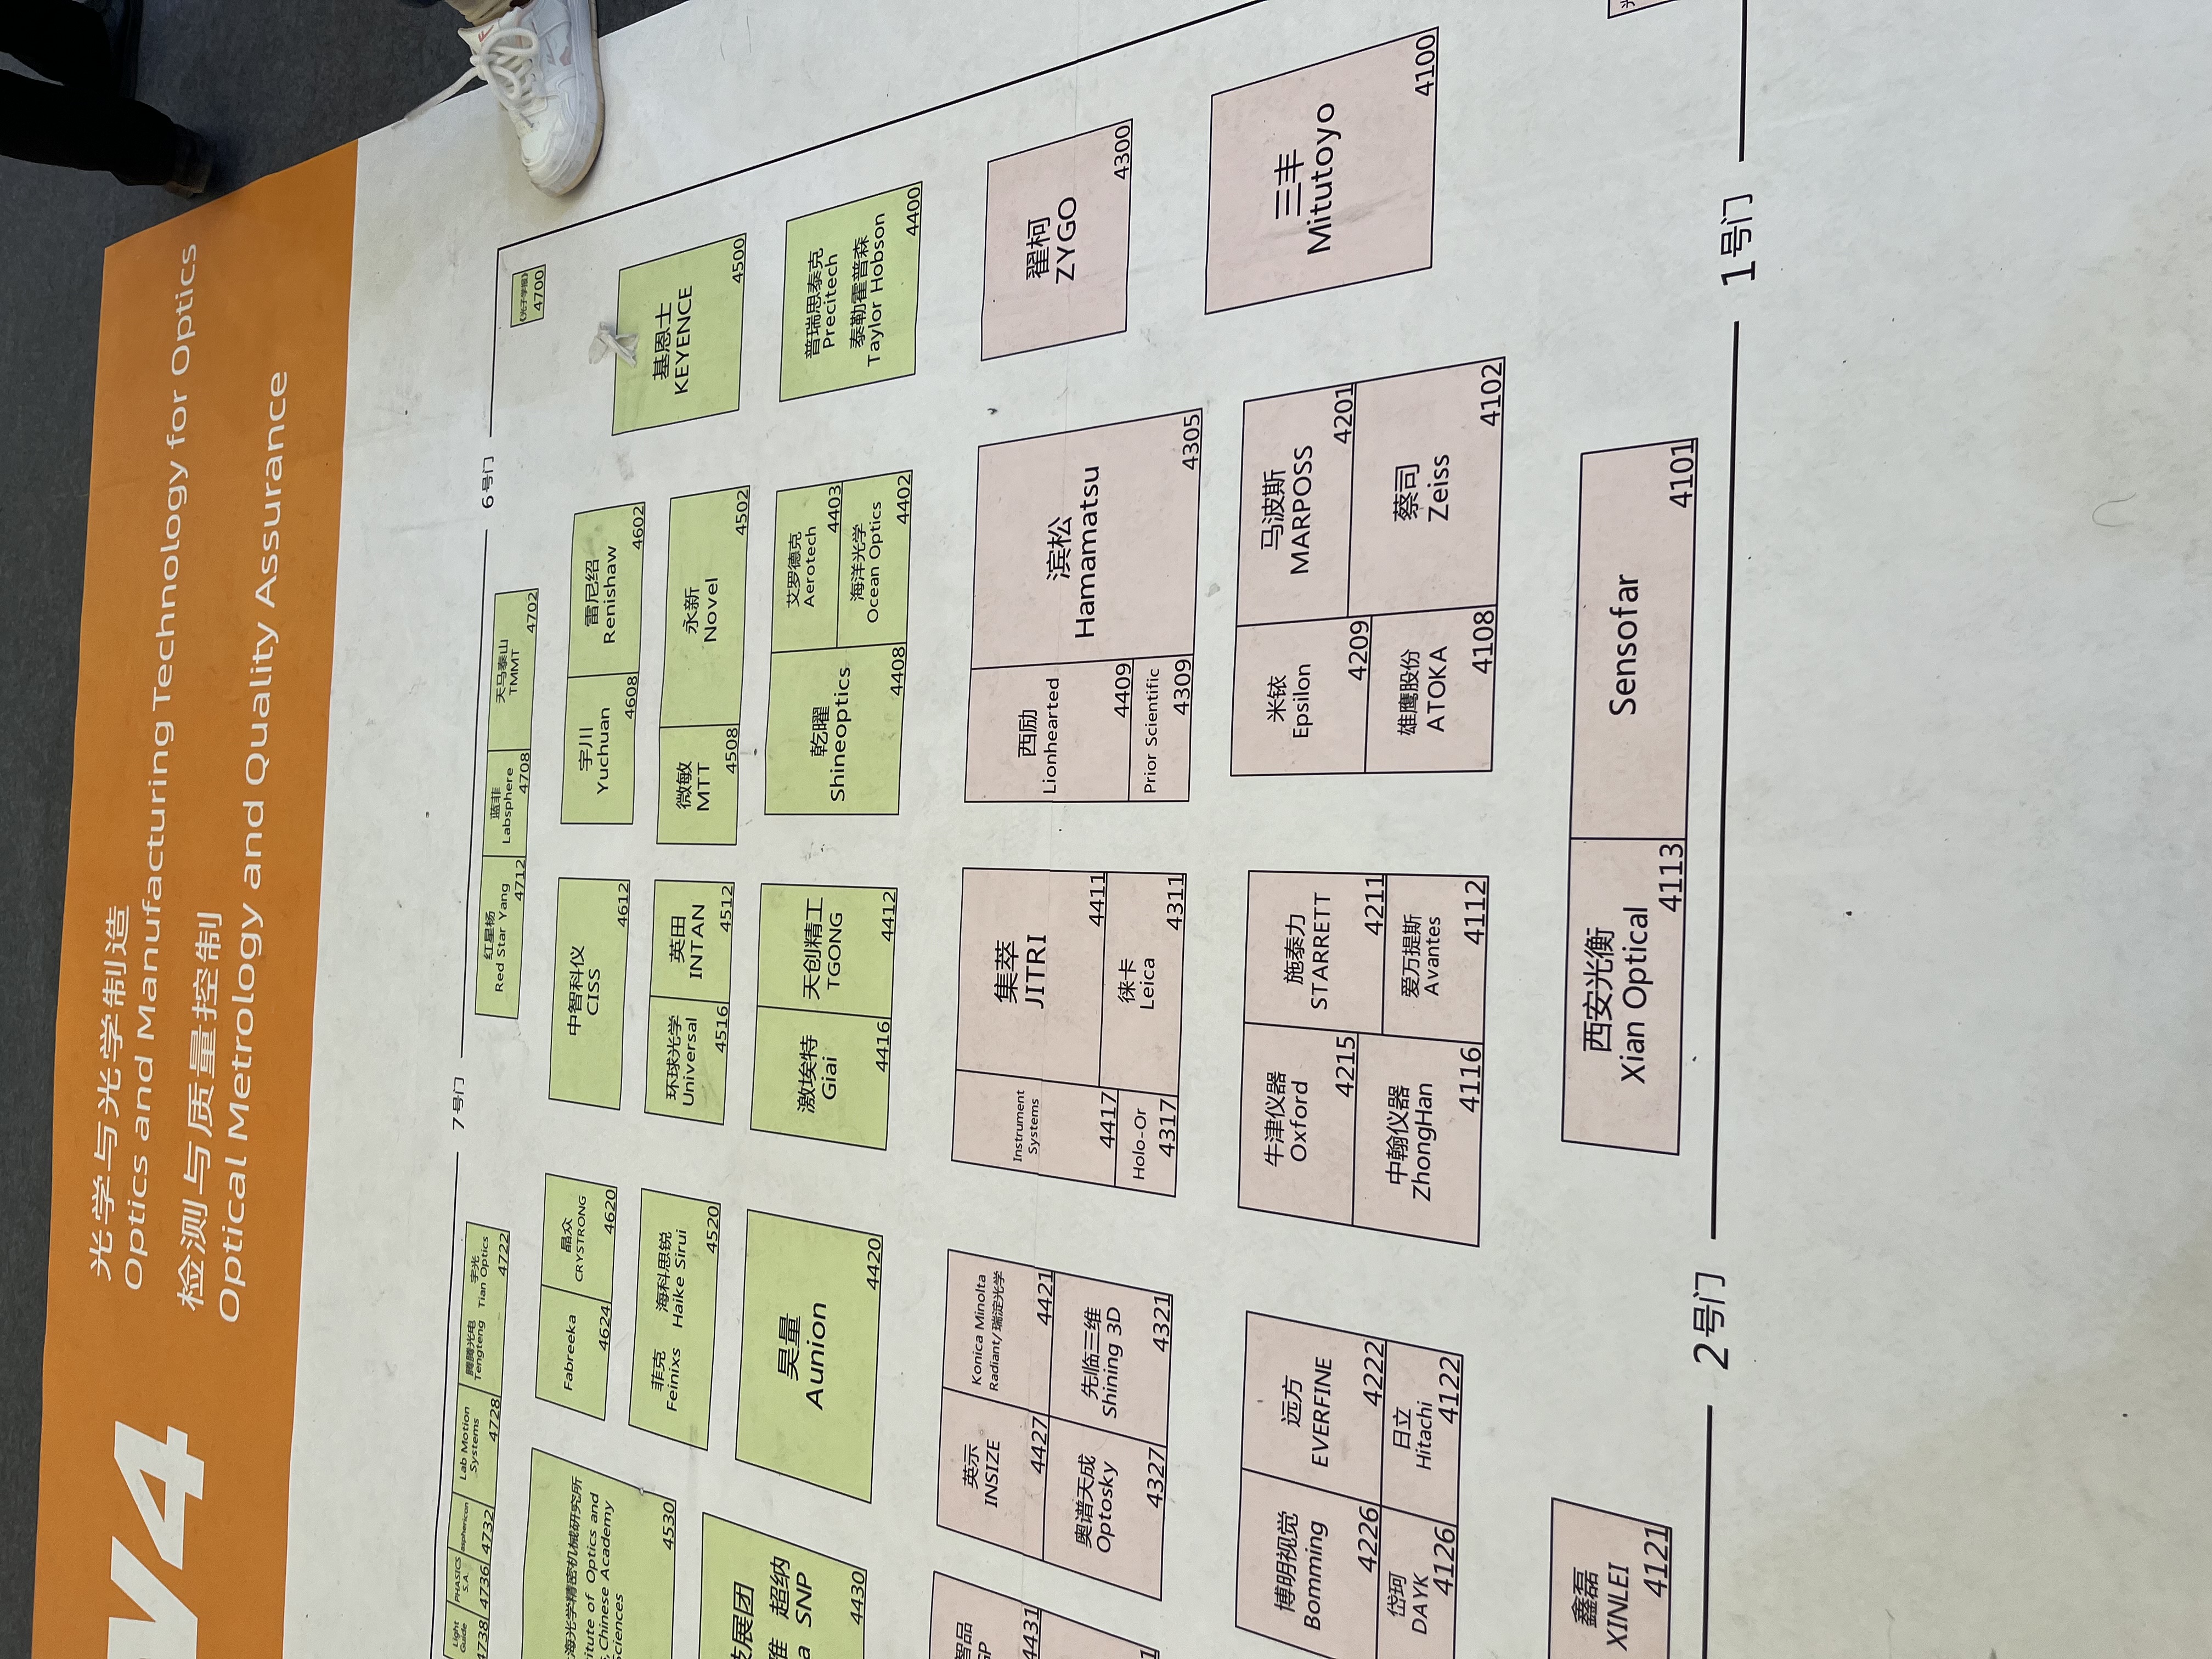 光学与光学制造
Optics and Manufacturing Technology for Optics
检测与质量控制
Optical Metrology and Quality Assurance
7号门
6号门
Light
Guide
4738
PHASICS
S.A.
4736
asphericon
4732
Lab Motion
Systems
4728
腾腾光电 宇光
Tengteng Tian Optics
4722
红星杨
Red Star Yang
4712
蓝菲
Labsphere
4708
天马泰山
TMMT
4702
《光子学报》
4700
海光学精密机械研究所
titute of Optics and
s,Chinese Academy
Sciences
4530
Fabreeka
4624
晶众
CRYSTRONG
4620
中智科仪
CISS
4612
宇川
Yuchuan
4608
雷尼绍
Renishaw
4602
菲克 海科思锐
Feinixs Haike Sirui
4520
环球光学
Universal
4516
英田
INTAN
4512
微敏
MTT
4508
永新
Novel
4502
基恩士
KEYENCE
4500
展团
超纳
a SNP
4430
昊量
Aunion
4420
激埃特
Giai
4416
天创精工
TGONG
4412
乾曜
Shineoptics
4408
艾罗德克
Aerotech
4403
海洋光学
Ocean Optics
4402
普瑞思泰克
Precitech
泰勒霍普森
Taylor Hobson
4400
智品
GP
4431
英示
INSIZE
4427
Konica Minolta
Radiant/瑞淀光学
4421
奥谱天成
Optosky
4327
先临三维
Shining 3D
4321
Instrument
Systems
4417
集萃
JITRI
4411
Holo-Or
4317
徕卡
Leica
4311
西励
Lionhearted
4409
Prior Scientific
4309
滨松
Hamamatsu
4305
翟柯
ZYGO
4300
博明视觉
Bomming
4226
远方
EVERFINE
4222
岱珂
DAYK
4126
日立
Hitachi
4122
牛津仪器
Oxford
4215
施泰力
STARRETT
4211
中翰仪器
ZhongHan
4116
爱万提斯
Avantes
4112
米铱
Epsilon
4209
马波斯
MARPOSS
4201
雄鹰股份
ATOKA
4108
蔡司
Zeiss
4102
三丰
Mitutoyo
4100
鑫磊
XINLEI
4121
西安光衡
Xian Optical
4113
Sensofar
4101
2号门
1号门